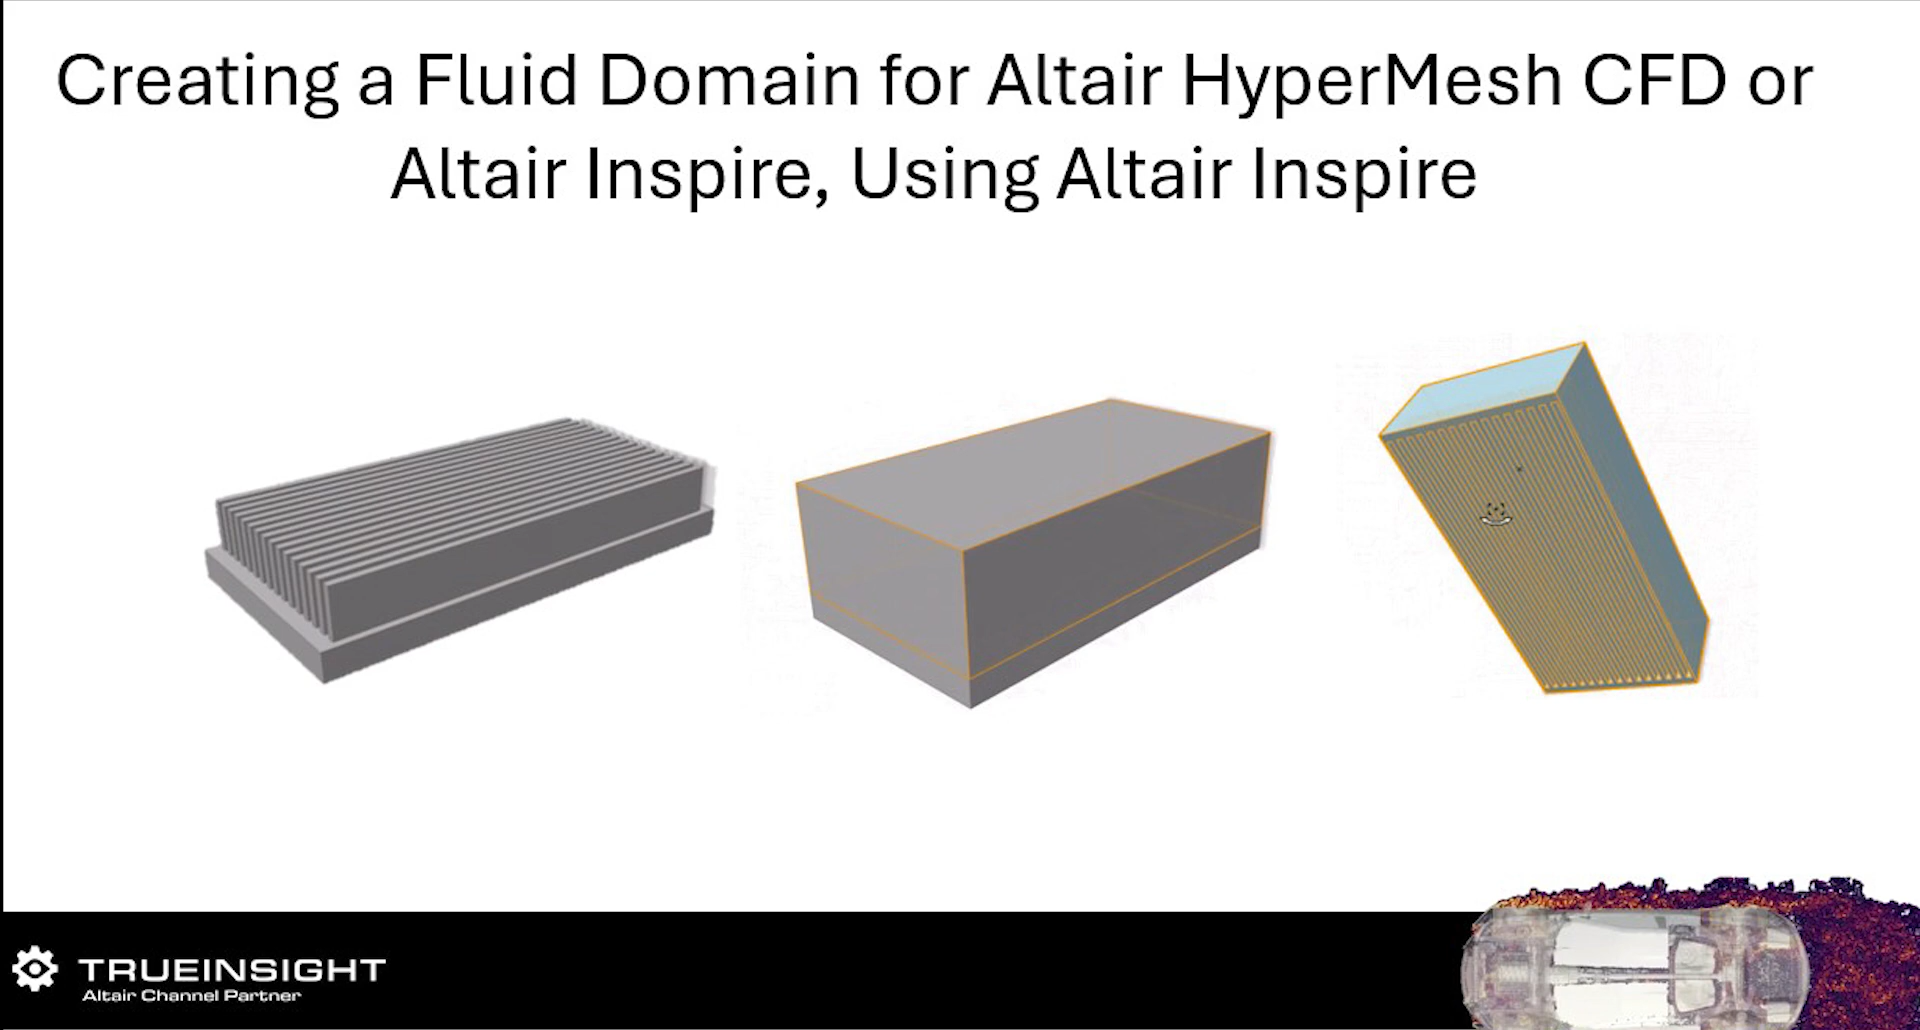 Creating a Fluid Domain for Altair HyperMesh CFD or
Altair Inspire, Using Altair Inspire
TRUEINSIGHT
Altair Channel Partner